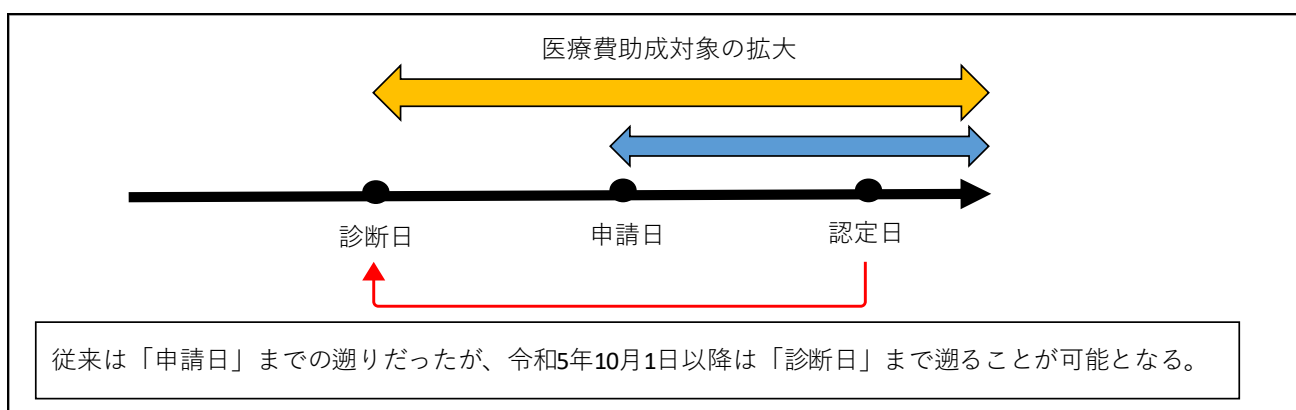 医療費助成対象の拡大
診断日
申請日
認定日
従来は「申請日」までの遡りだったが、令和5年10月1日以降は「診断日」まで遡ることが可能となる。